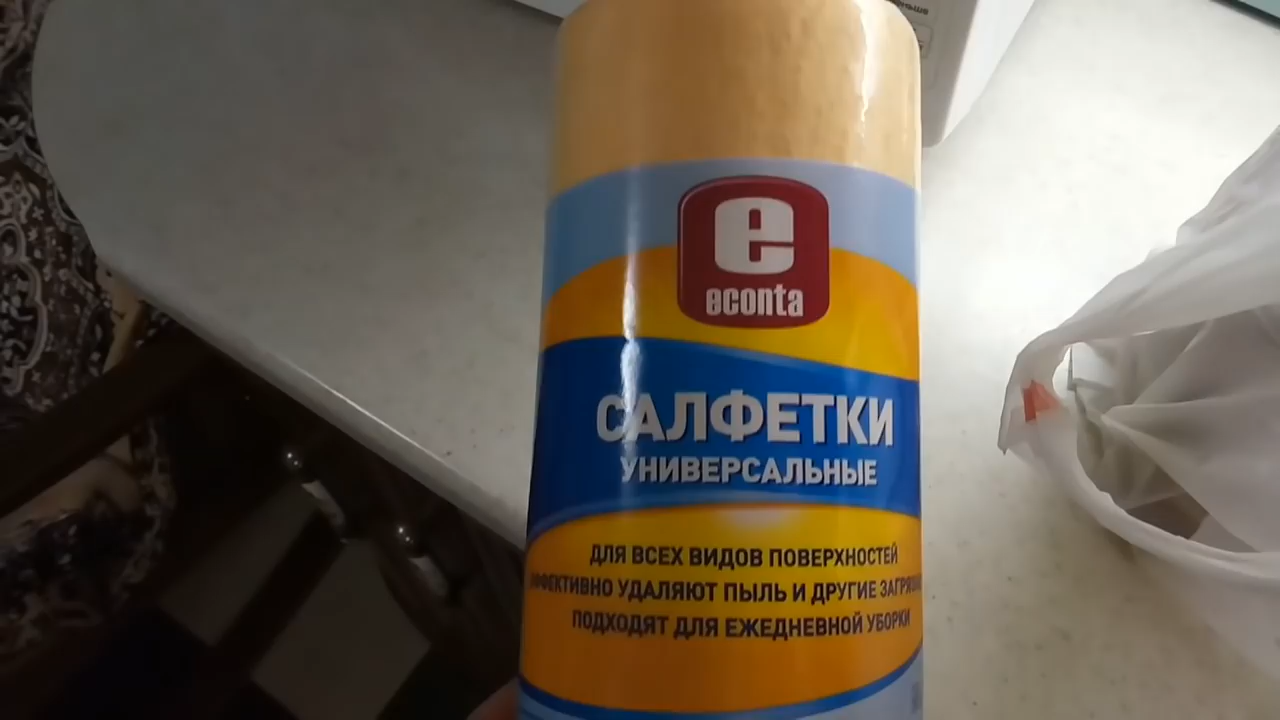 e
econta
САЛФЕТКИ
УНИВЕРСАЛЬНЫЕ
ДЛЯ ВСЕХ ВИДОВ ПОВЕРХНОСТЕЙ
УДАЛЯЮТ ПЫЛЬ И ДРУГИЕ
ПОДХОДЯТ ДЛЯ ЕЖЕДНЕВНОЙ УБОРКИ